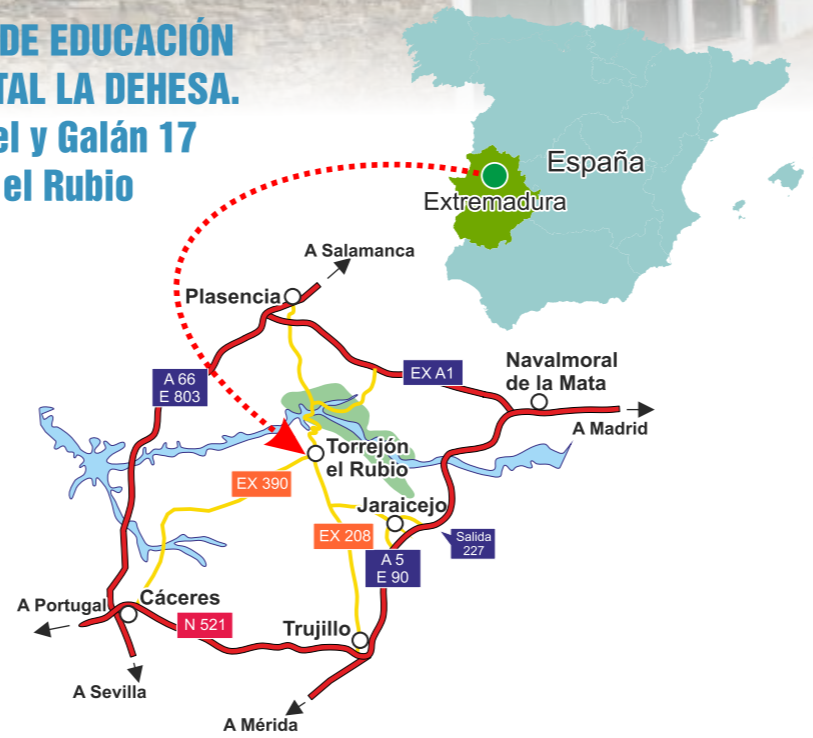 DE EDUCACIÓN
TAL LA DEHESA.
el y Galán 17
el Rubio
España
Extremadura
A Salamanca
Plasencia
A 66
E 803
EX A1
Navalmoral
de la Mata
A Madrid
Torrejón
el Rubio
EX 390
Jaraicejo
EX 208
Salida
227
A 5
E 90
A Portugal
Cáceres
N 521
Trujillo
A Sevilla
A Mérida